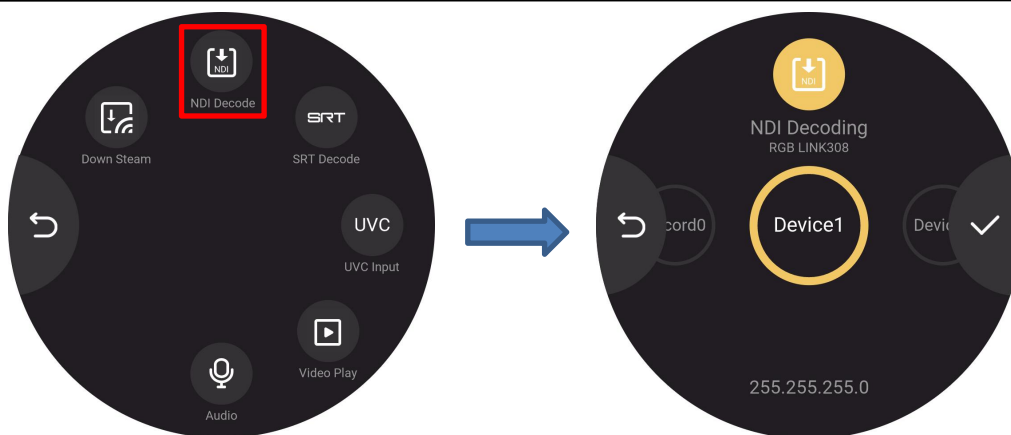 NDI
NDI Decode
Down Steam
SRT
SRT Decode
UVC
UVC Input
Video Play
Audio
NDI
NDI Decoding
RGB LINK308
cord0
Device1
Devic
255.255.255.0